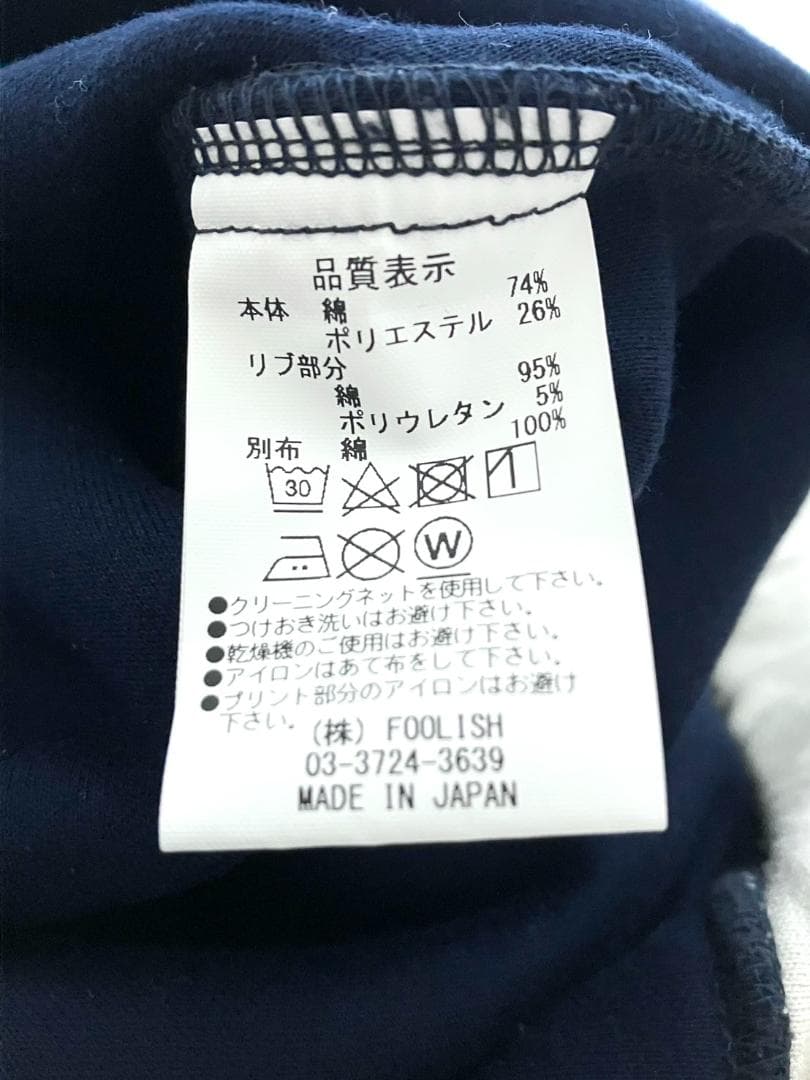 品質表示
本体 綿 74%
ポリエステル 26%
リブ部分
綿 95%
ポリウレタン 5%
別布 綿 100%
30
W
●クリーニングネットを使用して下さい。
●つけおき洗いはお避け下さい。
●乾燥機のご使用はお避け下さい。
●アイロンはあて布をして下さい。
●プリント部分のアイロンはお避け
下さい。
(株) FOOLISH
03-3724-3639
MADE IN JAPAN